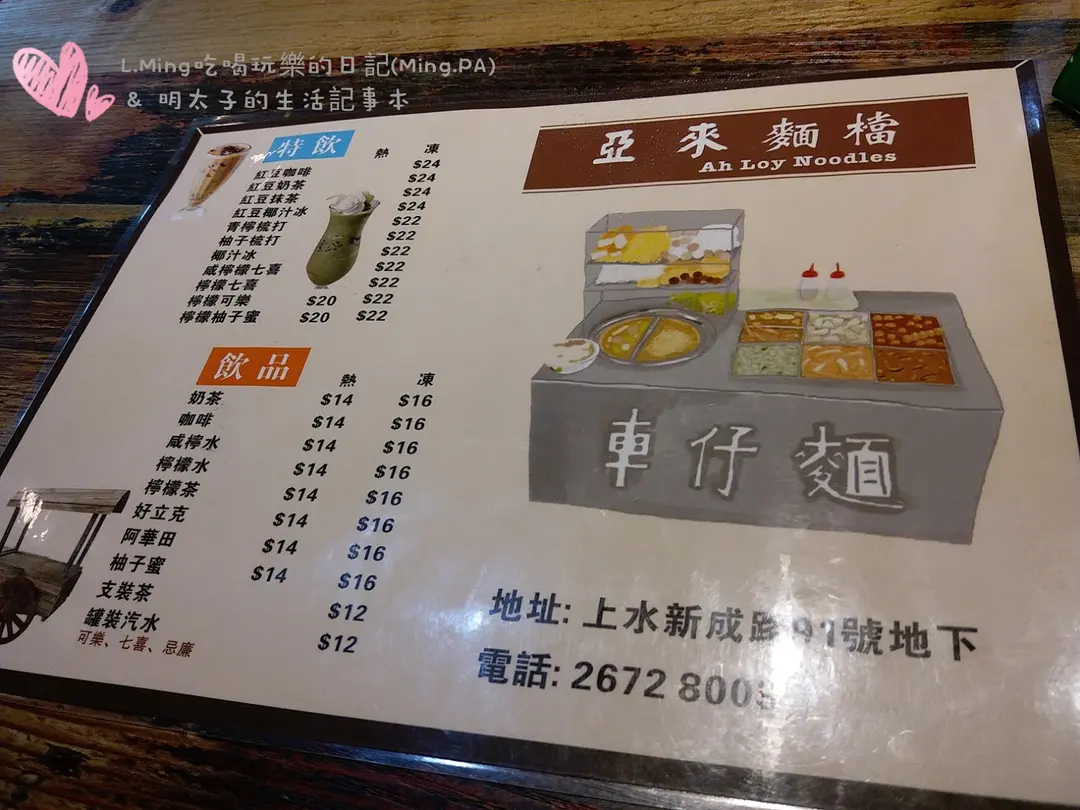 L.Ming吃喝玩樂的日記(Ming.PA)
& 明太子的生活記事本
特飲 熱 凍
紅豆咖啡 $24
紅豆奶茶 $24
紅豆抹茶 $24
紅豆椰汁冰 $24
青檸梳打 $22
柚子梳打 $22
椰汁冰 $22
咸檸檬七喜 $22
檸檬七喜 $22
檸檬可樂 $20 $22
檸檬柚子蜜 $20 $22
飲品 熱 凍
奶茶 $14 $16
咖啡 $14 $16
咸檸水 $14 $16
檸檬水 $14 $16
檸檬茶 $14 $16
好立克 $14 $16
阿華田 $14 $16
柚子蜜 $14 $16
支裝茶 $12
罐裝汽水 $12
可樂、七喜、忌廉
亞來麵檔
Ah Loy Noodles
車仔麵
地址: 上水新成路91號地下
電話: 2672 800